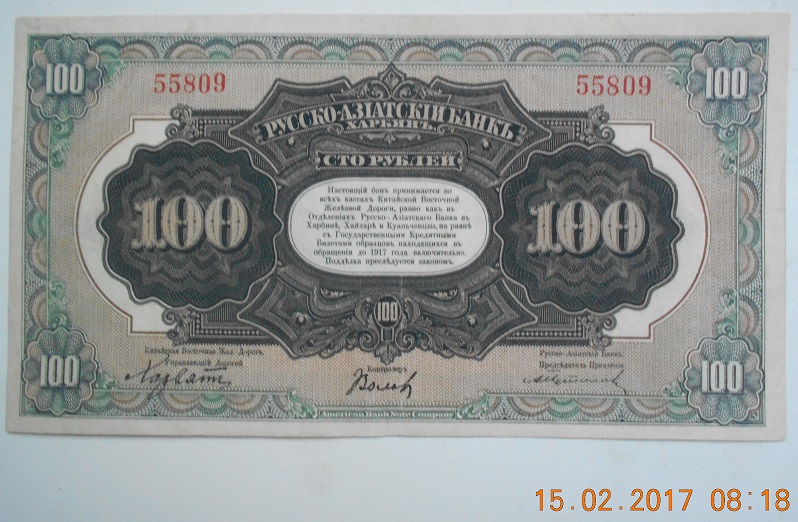 100 55809 55809 100
РУССКО-АЗІАТСКІЙ БАНКЪ
ХАРБИНЪ
СТО РУБЛЕЙ
Настоящій бонъ принимается во
всѣхъ кассахъ Китайской Восточной
Желѣзной Дороги, равно какъ въ
Отдѣленіяхъ Русско-Азіатскаго Банка въ
Харбинѣ, Хайларѣ и Куаньченцзы, на равнѣ
съ Государственными Кредитными
Билетами образцовъ находящихся въ
обращеніи до 1917 года включительно.
Поддѣлка преслѣдуется закономъ.
100 100
100
Китайская Восточная Жел. Дорога. Русско-Азіатскій Банкъ.
Управляющій Дорогой Контролеръ Предсѣдатель Правленія
Хорватъ
100 100
American Bank Note Company
15.02.2017 08:18